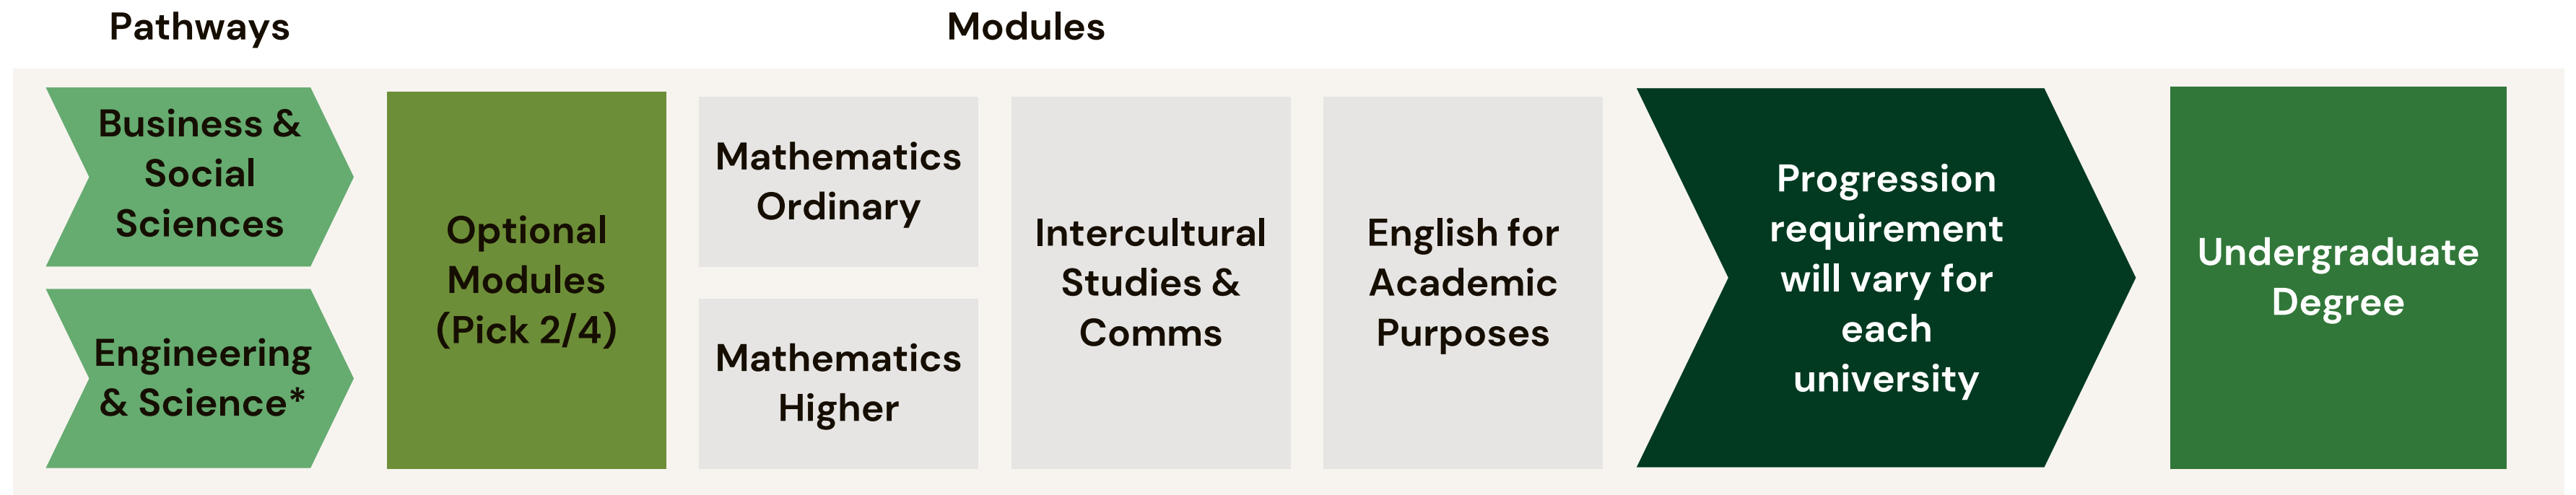 Pathways
Modules
Business &
Social
Sciences
Engineering
& Science*
Optional
Modules
(Pick 2/4)
Mathematics
Ordinary
Mathematics
Higher
Intercultural
Studies &
Comms
English for
Academic
Purposes
Progression
requirement
will vary for
each
university
Undergraduate
Degree